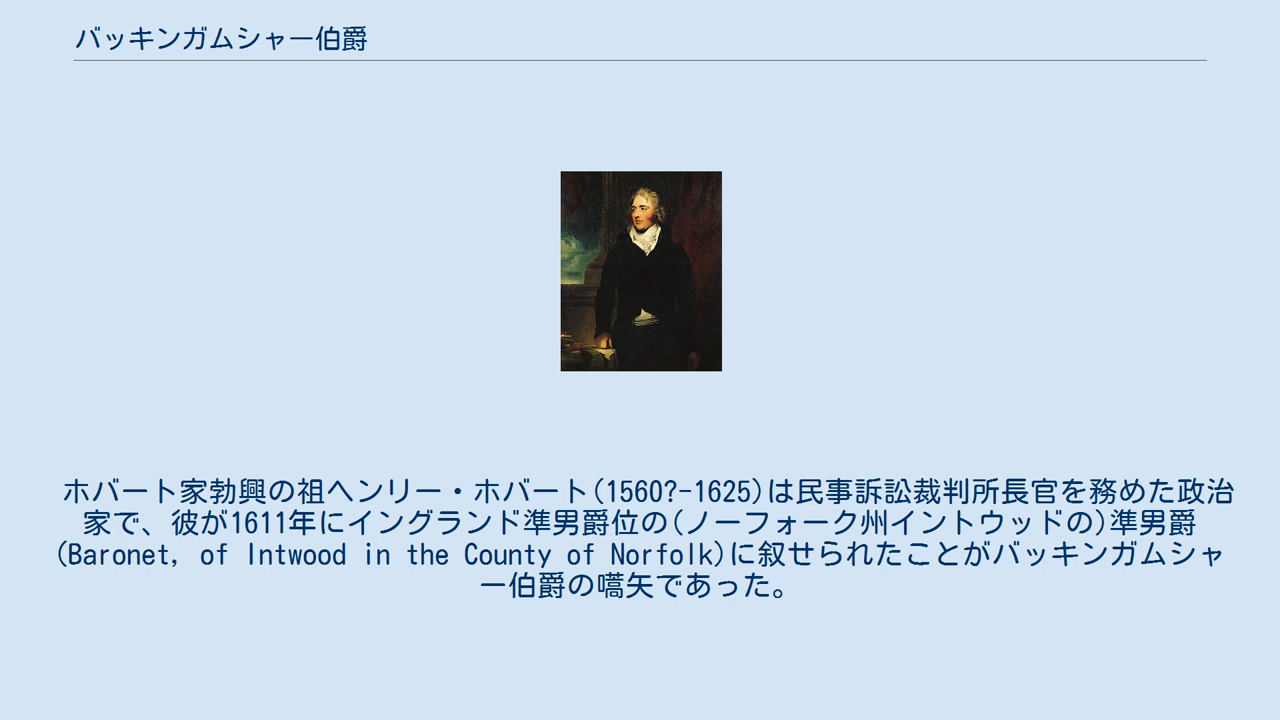 バッキンガムシャー伯爵
ホバート家勃興の祖ヘンリー・ホバート(1560?-1625)は民事訴訟裁判所長官を務めた政治
家で、彼が1611年にイングランド準男爵位の(ノーフォーク州イントウッドの)準男爵
(Baronet, of Intwood in the County of Norfolk)に叙せられたことがバッキンガムシャ
ー伯爵の嚆矢であった。